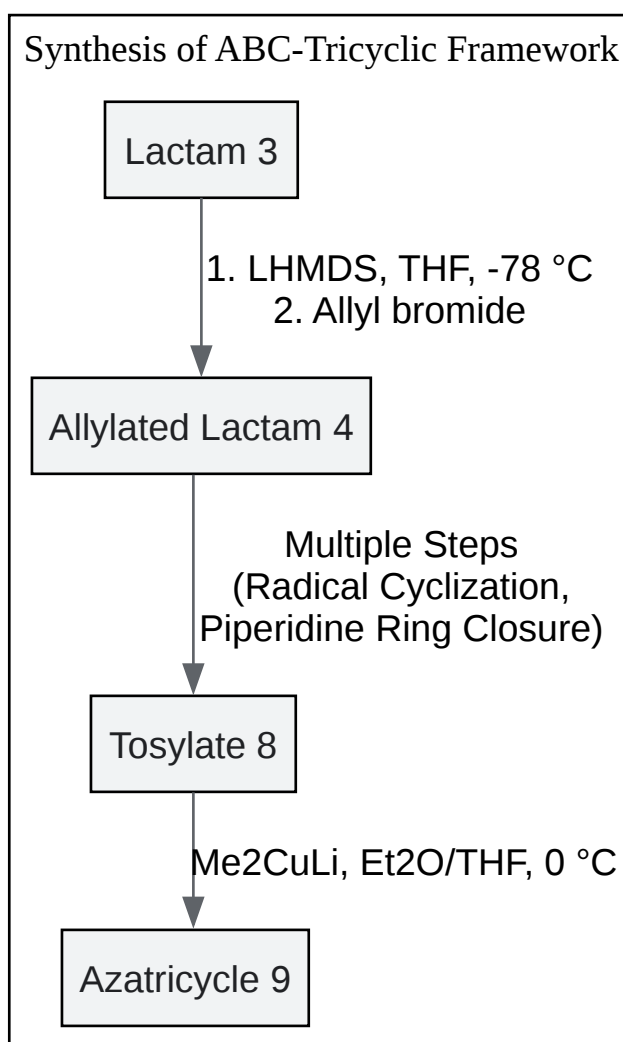 Synthesis of ABC-Tricyclic Framework
Lactam 3
1. LHMDS, THF, -78 °C
2. Allyl bromide
Allylated Lactam 4
Multiple Steps
(Radical Cyclization,
Piperidine Ring Closure)
Tosylate 8
Me2CuLi, Et2O/THF, 0 °C
Azatricycle 9